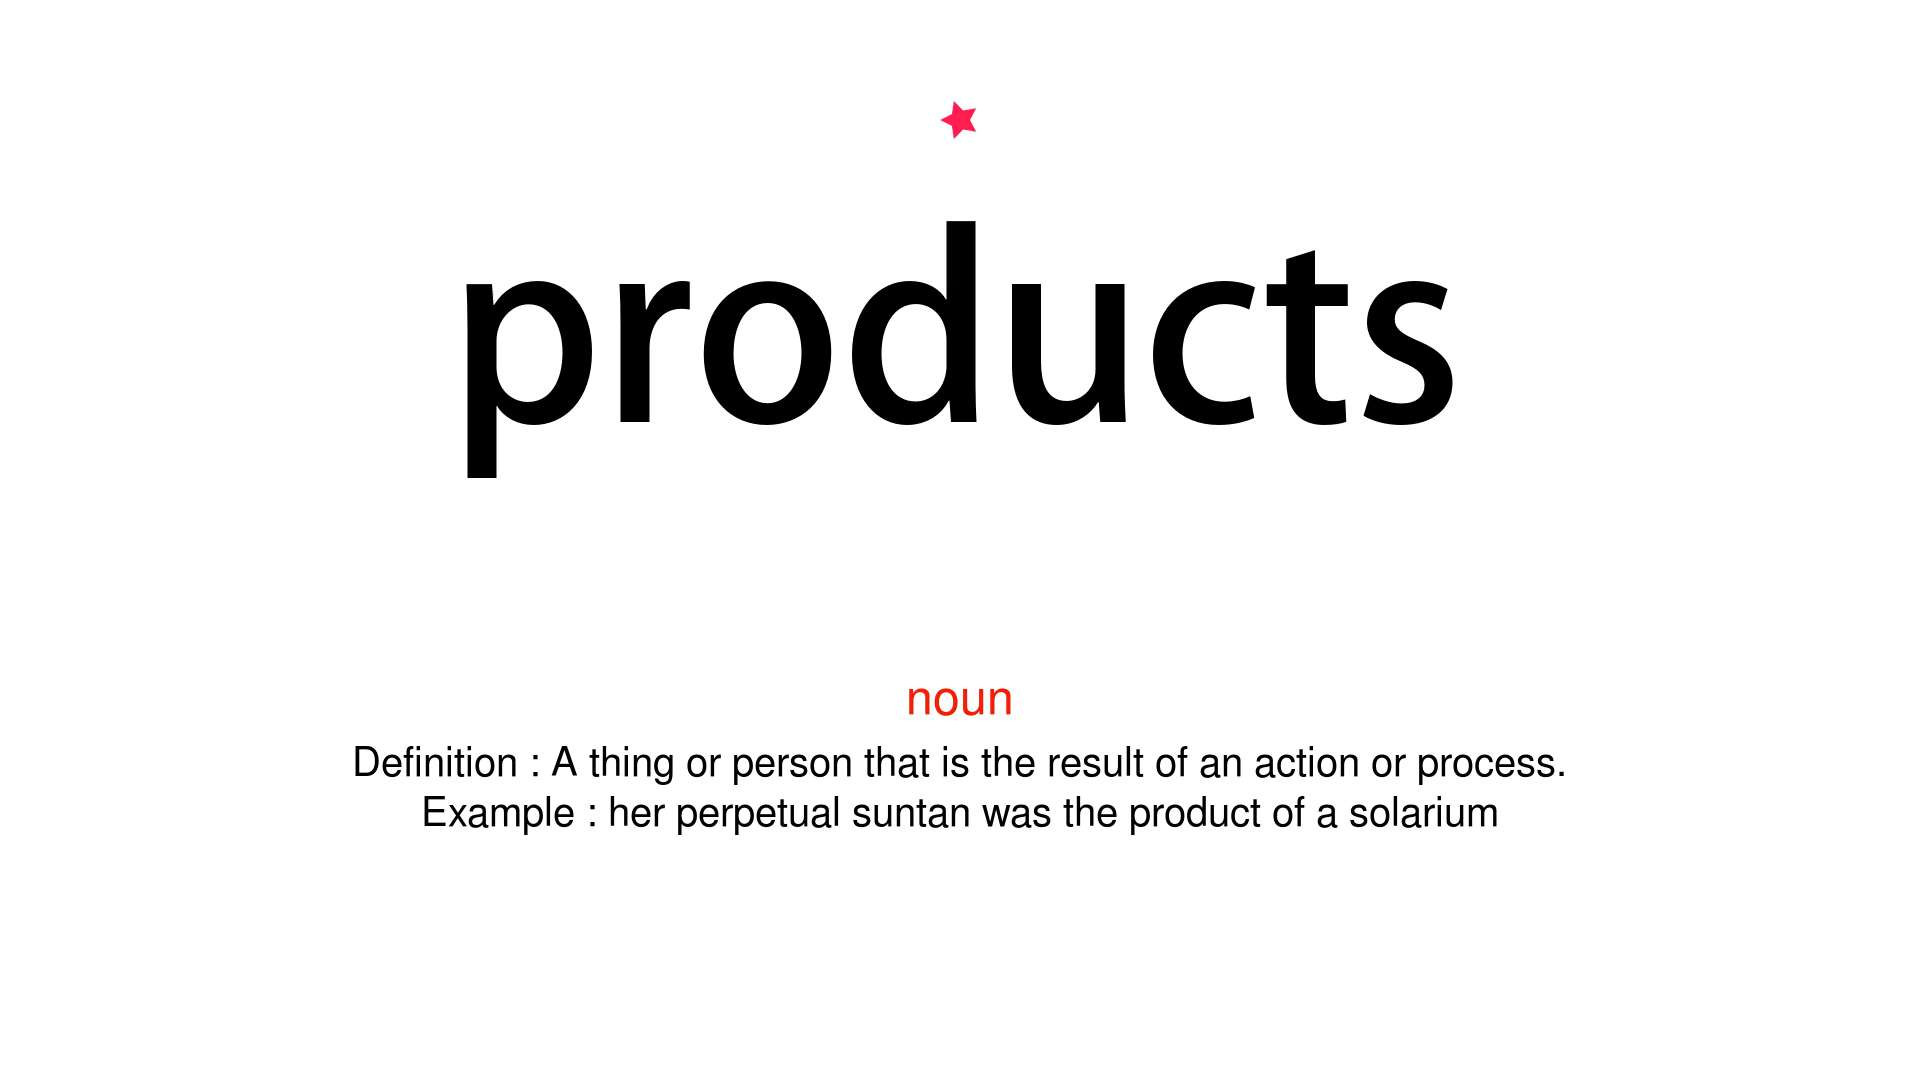 products
noun
Definition : A thing or person that is the result of an action or process.
Example : her perpetual suntan was the product of a solarium